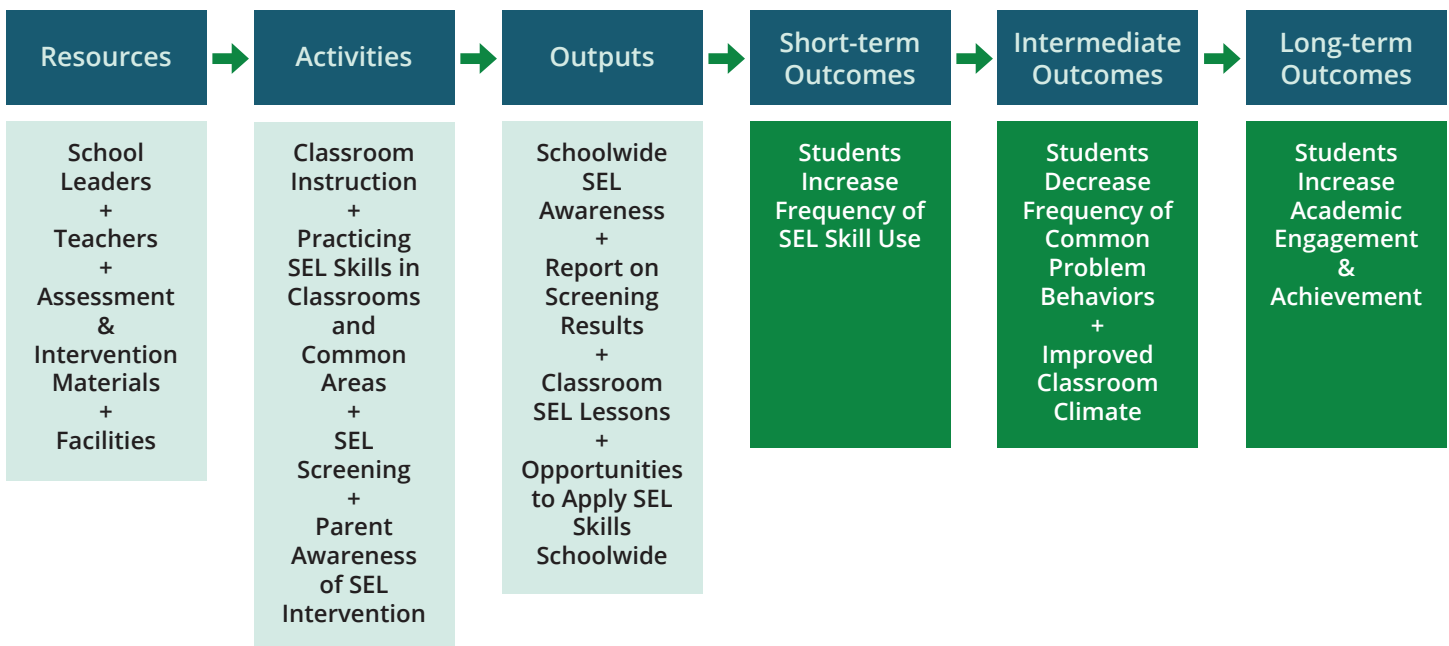 Resources
Activities
Outputs
Short-term
Outcomes
Intermediate
Outcomes
Long-term
Outcomes
School
Leaders
+
Teachers
+
Assessment
&
Intervention
Materials
+
Facilities
Classroom
Instruction
+
Practicing
SEL Skills in
Classrooms
and
Common
Areas
+
SEL
Screening
+
Parent
Awareness
of SEL
Intervention
Schoolwide
SEL
Awareness
+
Report on
Screening
Results
+
Classroom
SEL Lessons
+
Opportunities
to Apply SEL
Skills
Schoolwide
Students
Increase
Frequency of
SEL Skill Use
Students
Decrease
Frequency of
Common
Problem
Behaviors
+
Improved
Classroom
Climate
Students
Increase
Academic
Engagement
&
Achievement